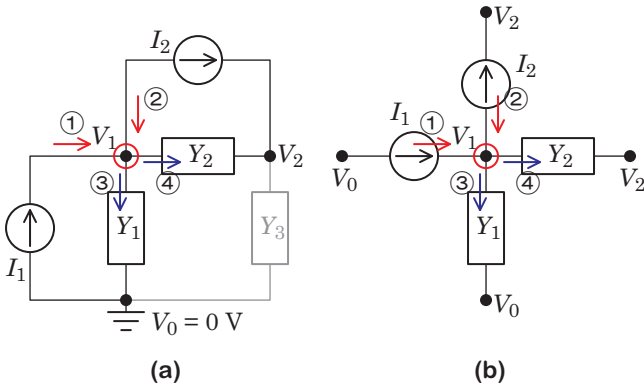 I₂
② 
① V₁
Y₂ V₂
③ ④
I₁ Y₁ Y₃
V₀ = 0 V
(a)
V₂
I₂
②
I₁ ① V₁
V₀ Y₂ V₂
③ ④
Y₁
V₀
(b)